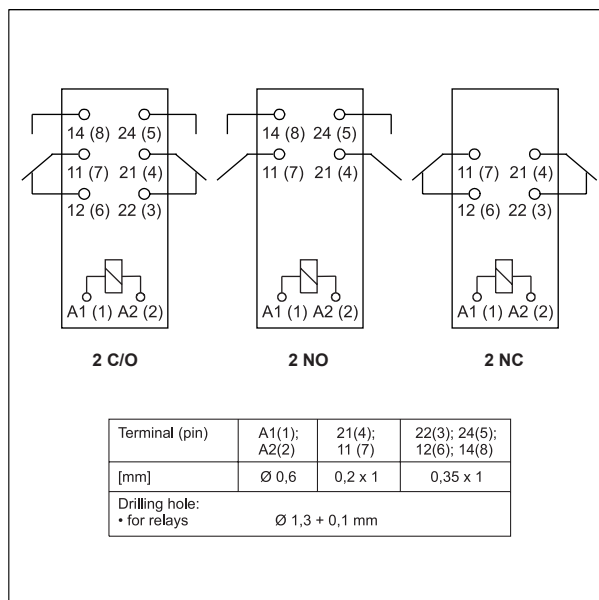 14 (8) 24 (5)
11 (7) 21 (4)
12 (6) 22 (3)
A1 (1) A2 (2)
2 C/O
14 (8) 24 (5)
11 (7) 21 (4)
A1 (1) A2 (2)
2 NO
11 (7) 21 (4)
12 (6) 22 (3)
A1 (1) A2 (2)
2 NC
Terminal (pin)
A1(1);
A2(2)
21(4);
11 (7)
22(3); 24(5);
12(6); 14(8)
[mm] Ø 0,6 0,2 x 1 0,35 x 1
Drilling hole:
• for relays Ø 1,3 + 0,1 mm